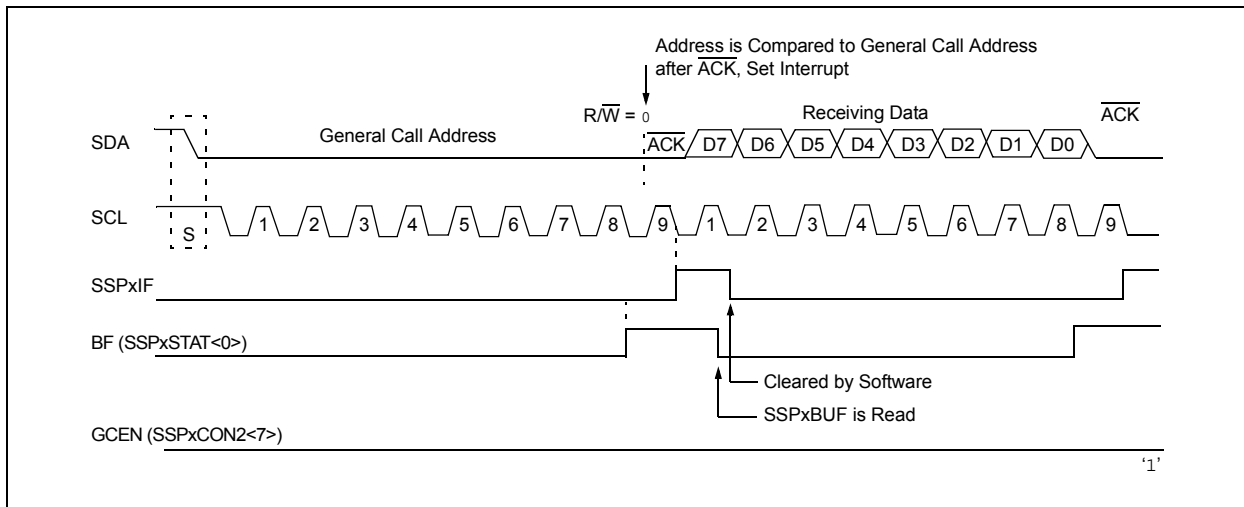 Address is Compared to General Call Address
after ACK, Set Interrupt
R/W = 0
SDA
General Call Address
ACK
Receiving Data
ACK
D7 D6 D5 D4 D3 D2 D1 D0
SCL
S
1 2 3 4 5 6 7 8 9 1 2 3 4 5 6 7 8 9
SSPxIF
BF (SSPxSTAT<0>)
Cleared by Software
SSPxBUF is Read
GCEN (SSPxCON2<7>)
‘1’